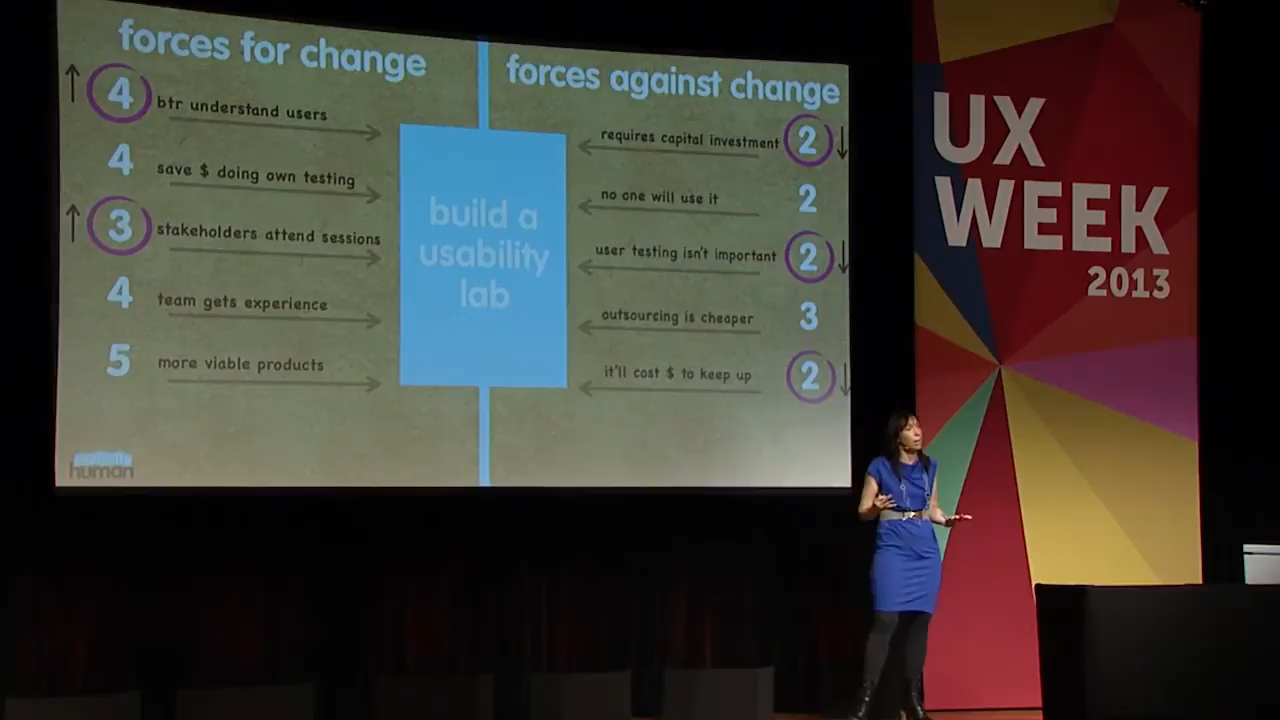 forces for change
4 btr understand users
4 save $ doing own testing
3 stakeholders attend sessions
4 team gets experience
5 more viable products
build a
usability
lab
forces against change
requires capital investment 2
no one will use it 2
user testing isn't important 2
outsourcing is cheaper 3
it'll cost $ to keep up 2
human
UX
WEEK
2013